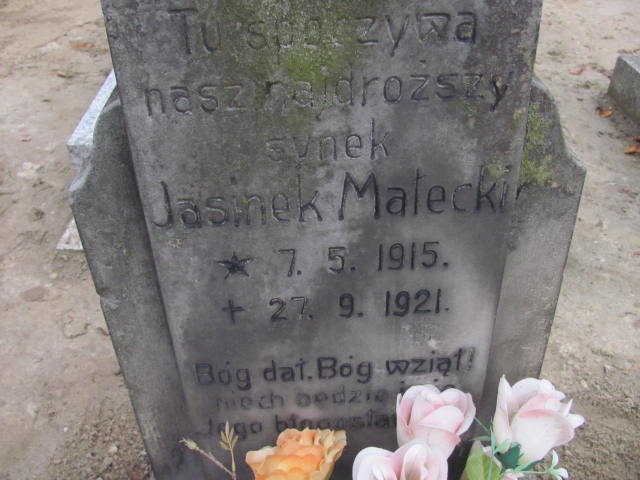 Tu spoczywa
nasz najdroższy
synek
Jasinek Małecki
★ 7. 5. 1915.
+ 27. 9. 1921.
Bóg dał. Bóg wziął!
niech będzie imię
Jego